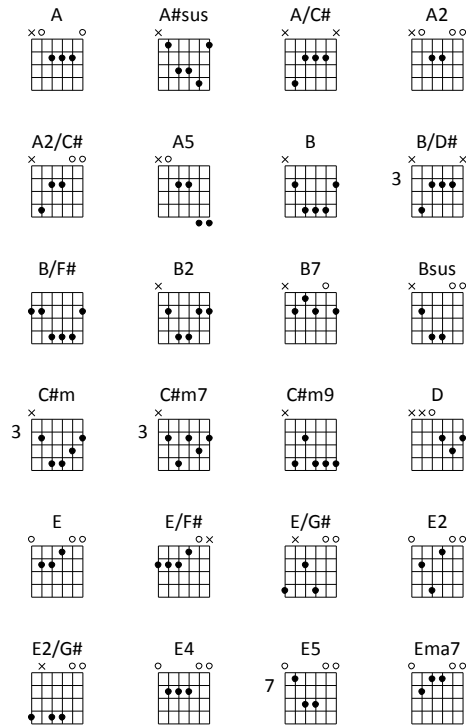 A A#sus A/C# A2
A2/C# A5 B B/D#
3
B/F# B2 B7 Bsus
C#m C#m7 C#m9 D
3 3
E E/F# E/G# E2
E2/G# E4 E5 Ema7
7